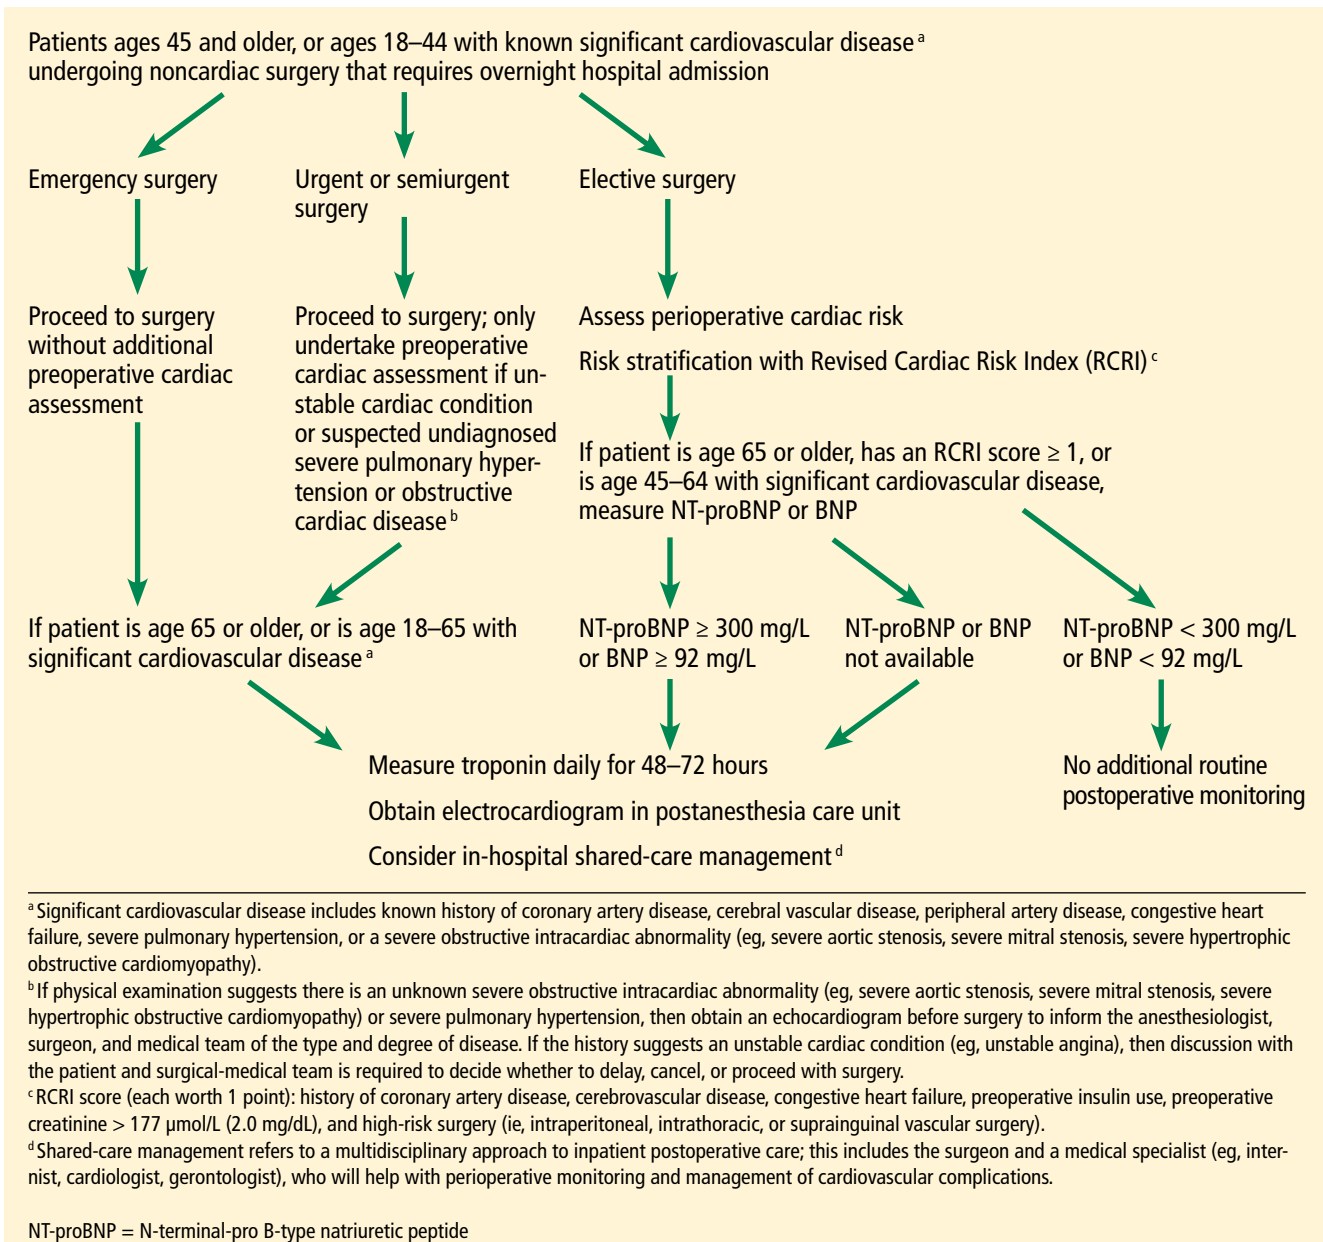 Patients ages 45 and older, or ages 18–44 with known significant cardiovascular disease a
undergoing noncardiac surgery that requires overnight hospital admission
Emergency surgery
Urgent or semiurgent
surgery
Elective surgery
Proceed to surgery
without additional
preoperative cardiac
assessment
Proceed to surgery; only
undertake preoperative
cardiac assessment if un-
stable cardiac condition
or suspected undiagnosed
severe pulmonary hyper-
tension or obstructive
cardiac disease b
Assess perioperative cardiac risk
Risk stratification with Revised Cardiac Risk Index (RCRI) c
If patient is age 65 or older, has an RCRI score ≥ 1, or
is age 45–64 with significant cardiovascular disease,
measure NT-proBNP or BNP
If patient is age 65 or older, or is age 18–65 with
significant cardiovascular disease a
NT-proBNP ≥ 300 mg/L
or BNP ≥ 92 mg/L
NT-proBNP or BNP
not available
NT-proBNP < 300 mg/L
or BNP < 92 mg/L
Measure troponin daily for 48–72 hours
Obtain electrocardiogram in postanesthesia care unit
Consider in-hospital shared-care management d
No additional routine
postoperative monitoring
a Significant cardiovascular disease includes known history of coronary artery disease, cerebral vascular disease, peripheral artery disease, congestive heart
failure, severe pulmonary hypertension, or a severe obstructive intracardiac abnormality (eg, severe aortic stenosis, severe mitral stenosis, severe hypertrophic
obstructive cardiomyopathy).
b If physical examination suggests there is an unknown severe obstructive intracardiac abnormality (eg, severe aortic stenosis, severe mitral stenosis, severe
hypertrophic obstructive cardiomyopathy) or severe pulmonary hypertension, then obtain an echocardiogram before surgery to inform the anesthesiologist,
surgeon, and medical team of the type and degree of disease. If the history suggests an unstable cardiac condition (eg, unstable angina), then discussion with
the patient and surgical-medical team is required to decide whether to delay, cancel, or proceed with surgery.
c RCRI score (each worth 1 point): history of coronary artery disease, cerebrovascular disease, congestive heart failure, preoperative insulin use, preoperative
creatinine > 177 µmol/L (2.0 mg/dL), and high-risk surgery (ie, intraperitoneal, intrathoracic, or suprainguinal vascular surgery).
d Shared-care management refers to a multidisciplinary approach to inpatient postoperative care; this includes the surgeon and a medical specialist (eg, inter-
nist, cardiologist, gerontologist), who will help with perioperative monitoring and management of cardiovascular complications.
NT-proBNP = N-terminal-pro B-type natriuretic peptide